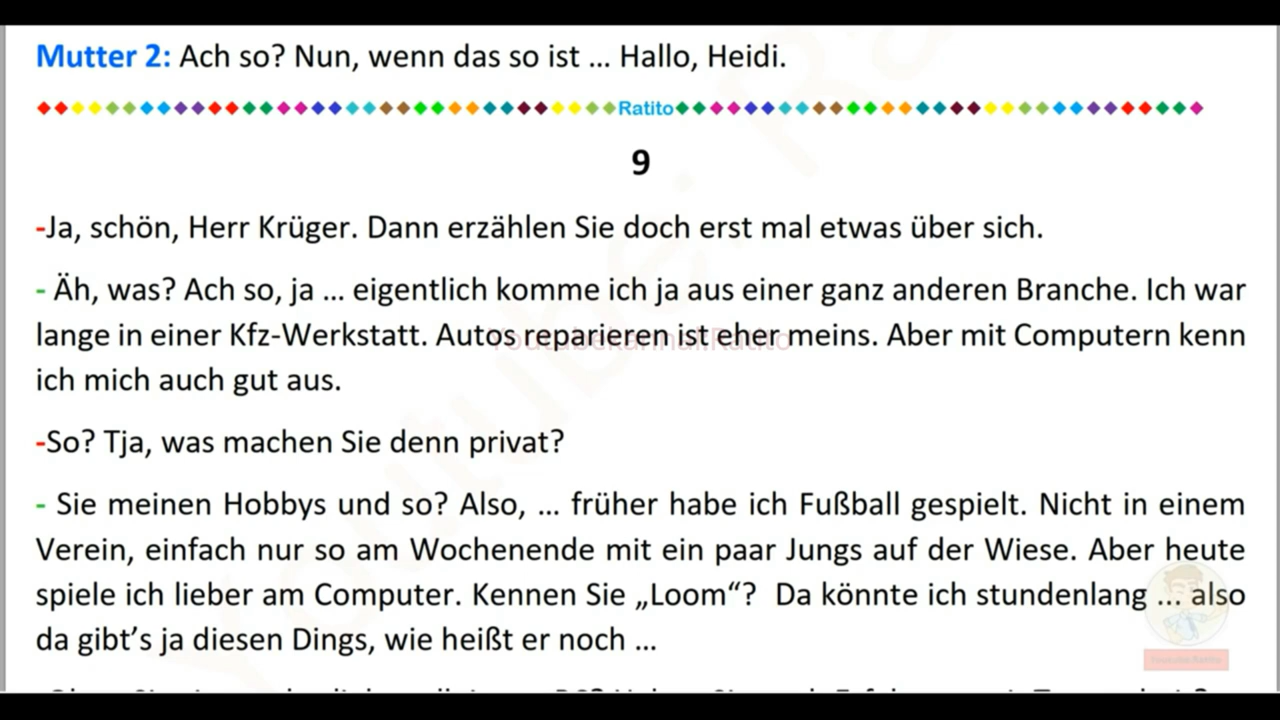 Mutter 2: Ach so? Nun, wenn das so ist ... Hallo, Heidi.
Ratito
9
-Ja, schön, Herr Krüger. Dann erzählen Sie doch erst mal etwas über sich.
- Äh, was? Ach so, ja ... eigentlich komme ich ja aus einer ganz anderen Branche. Ich war
lange in einer Kfz-Werkstatt. Autos reparieren ist eher meins. Aber mit Computern kenn
ich mich auch gut aus.
-So? Tja, was machen Sie denn privat?
- Sie meinen Hobbys und so? Also, ... früher habe ich Fußball gespielt. Nicht in einem
Verein, einfach nur so am Wochenende mit ein paar Jungs auf der Wiese. Aber heute
spiele ich lieber am Computer. Kennen Sie „Loom“? Da könnte ich stundenlang ... also
da gibt’s ja diesen Dings, wie heißt er noch ...